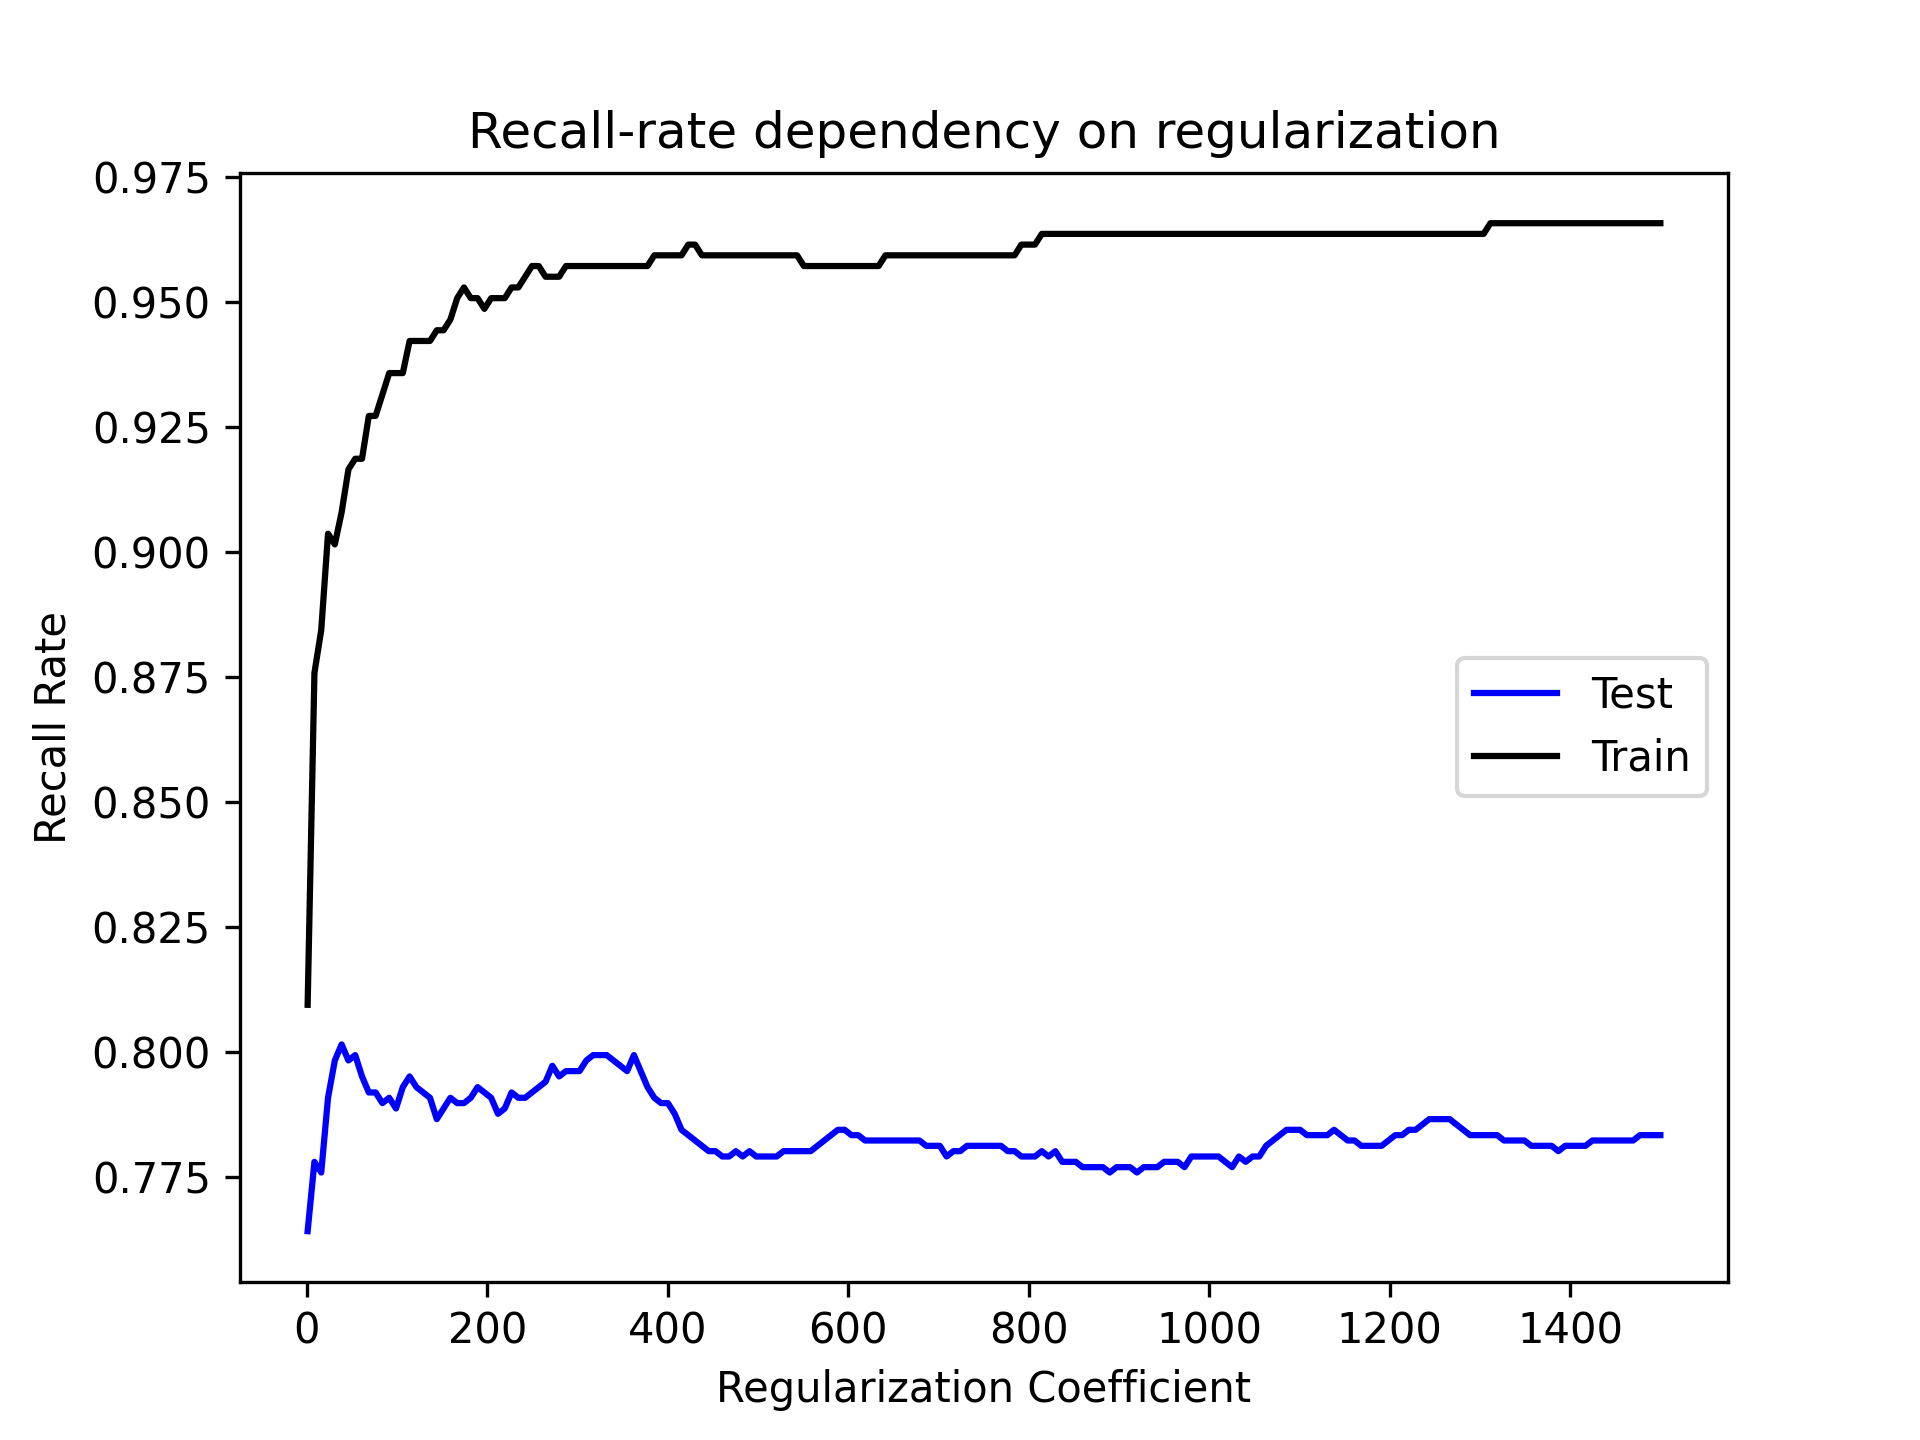 Recall-rate dependency on regularization
0.975
0.950
0.925
0.900
0.875
0.850
0.825
0.800
0.775
Recall Rate
Test
Train
0 200 400 600 800 1000 1200 1400
Regularization Coefficient